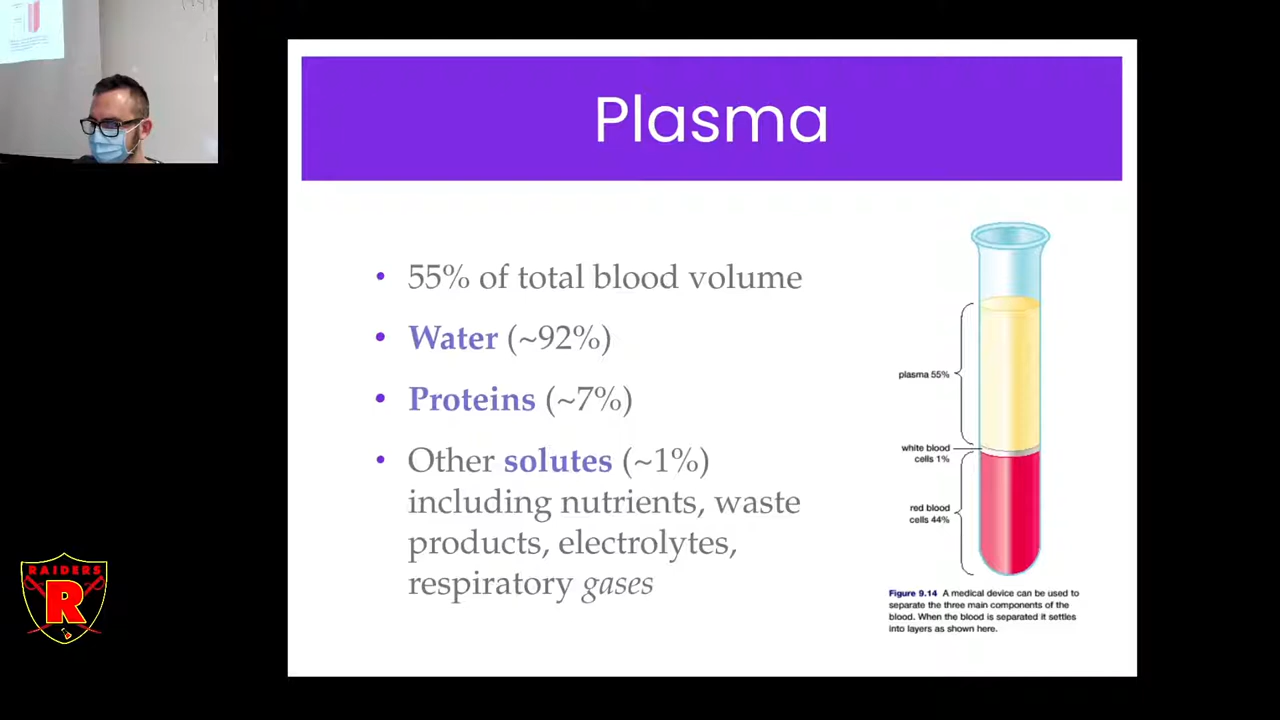 Plasma
• 55% of total blood volume
• Water (~92%)
• Proteins (~7%)
• Other solutes (~1%)
including nutrients, waste
products, electrolytes,
respiratory gases
plasma 55%
white blood
cells 1%
red blood
cells 44%
Figure 9.14 A medical device can be used to
separate the three main components of the
blood. When the blood is separated it settles
into layers as shown here.
RAIDERS
R